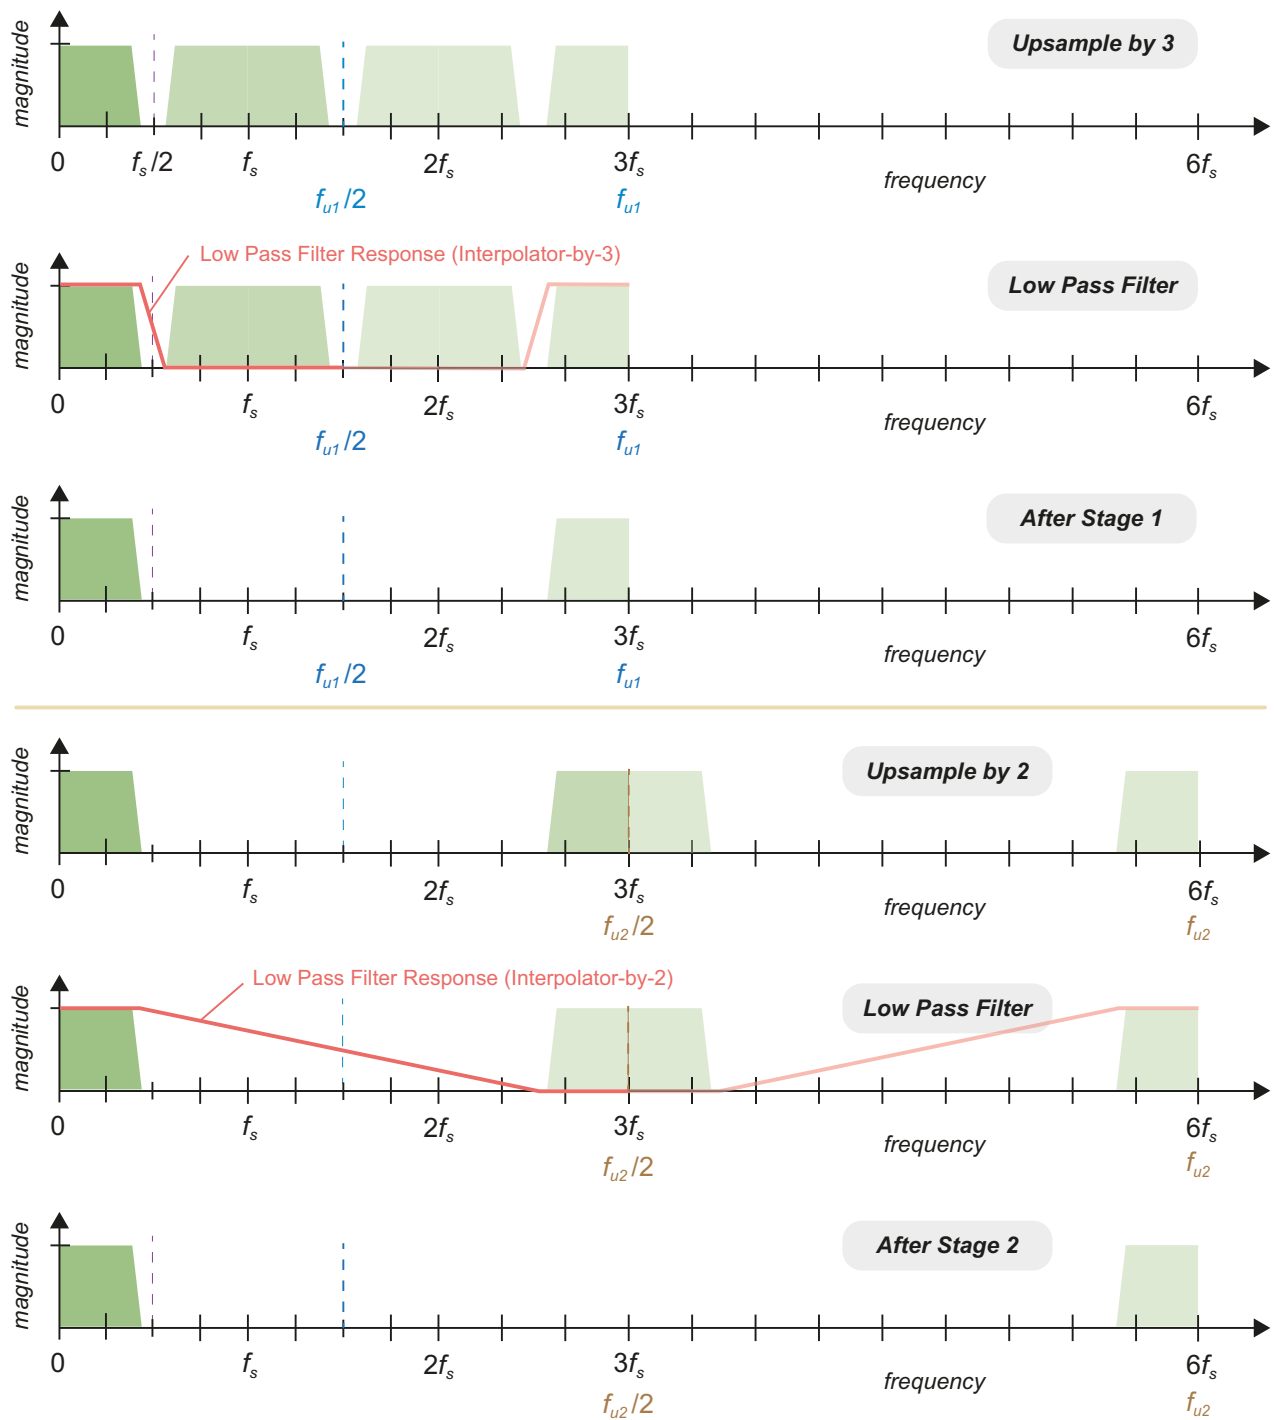 magnitude
Upsample by 3
0 fs/2 fs 2fs 3fs frequency 6fs
fu1/2 fu1
Low Pass Filter Response (Interpolator-by-3)
magnitude
Low Pass Filter
0 fs 2fs 3fs frequency 6fs
fu1/2 fu1
magnitude
After Stage 1
0 fs 2fs 3fs frequency 6fs
fu1/2 fu1
magnitude
Upsample by 2
0 fs 2fs 3fs frequency 6fs
fu2/2 fu2
Low Pass Filter Response (Interpolator-by-2)
magnitude
Low Pass Filter
0 fs 2fs 3fs frequency 6fs
fu2/2 fu2
magnitude
After Stage 2
0 fs 2fs 3fs frequency 6fs
fu2/2 fu2